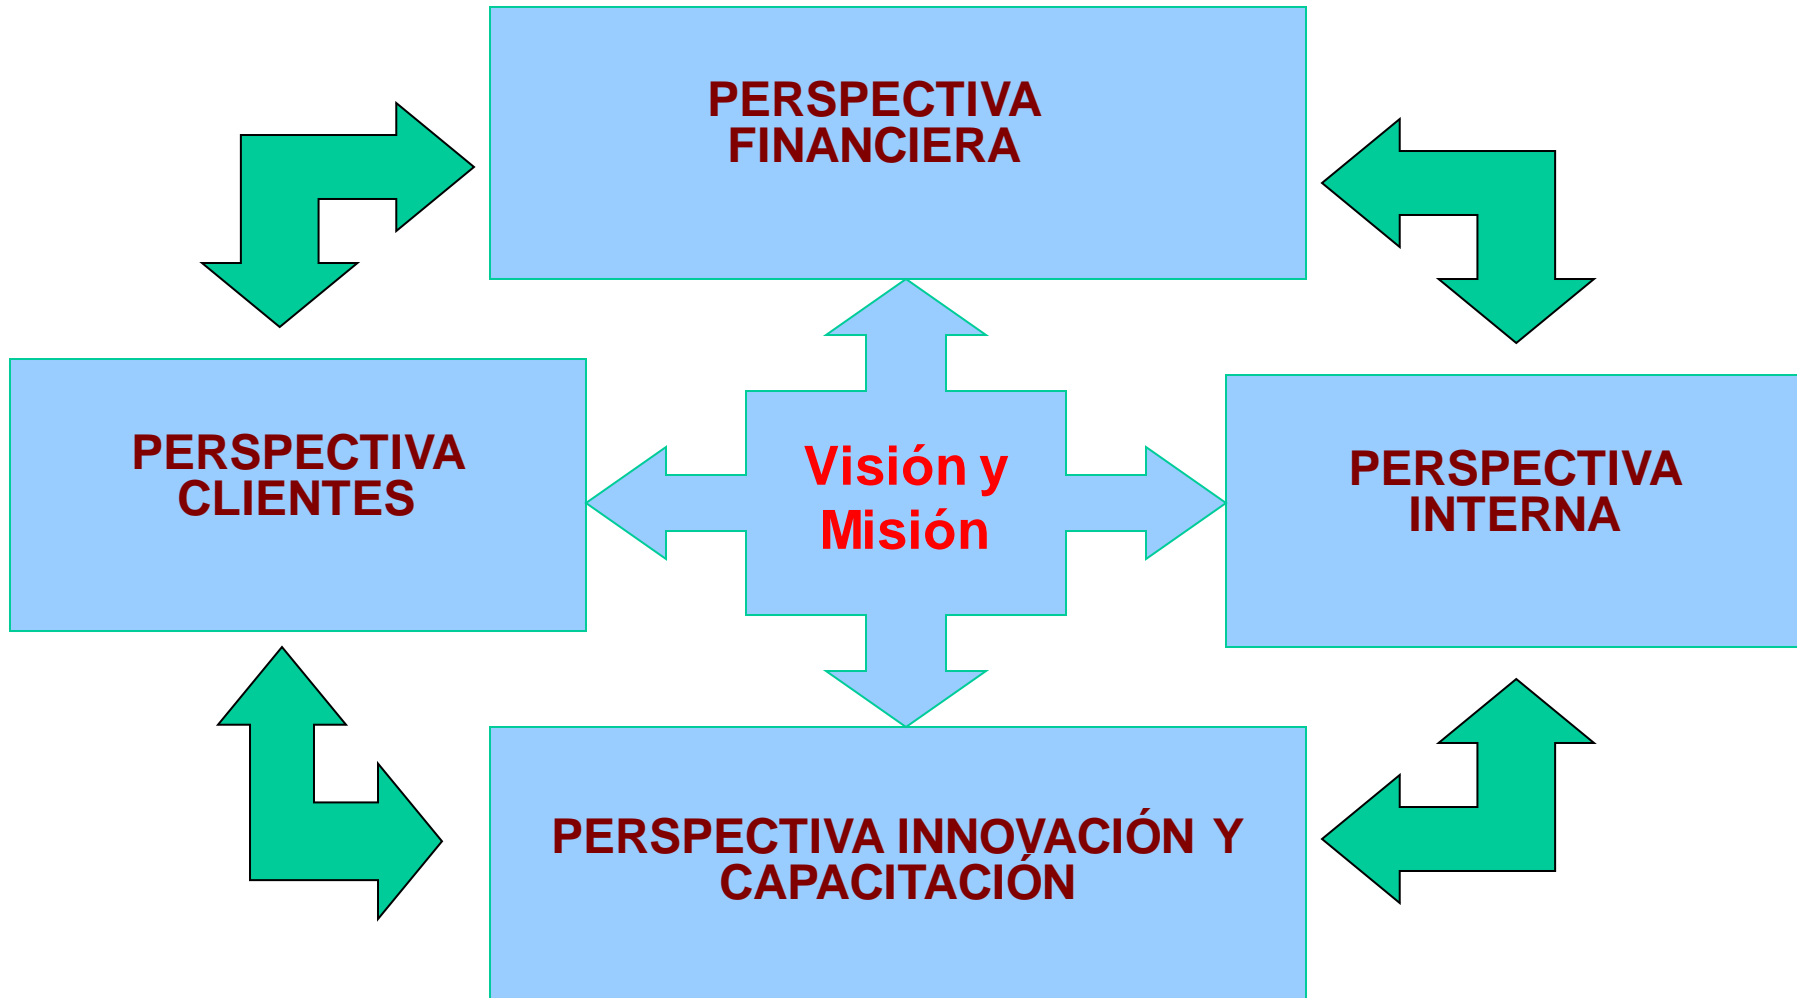 PERSPECTIVA
FINANCIERA
PERSPECTIVA
CLIENTES
Visión y
Misión
PERSPECTIVA
INTERNA
PERSPECTIVA INNOVACIÓN Y
CAPACITACIÓN